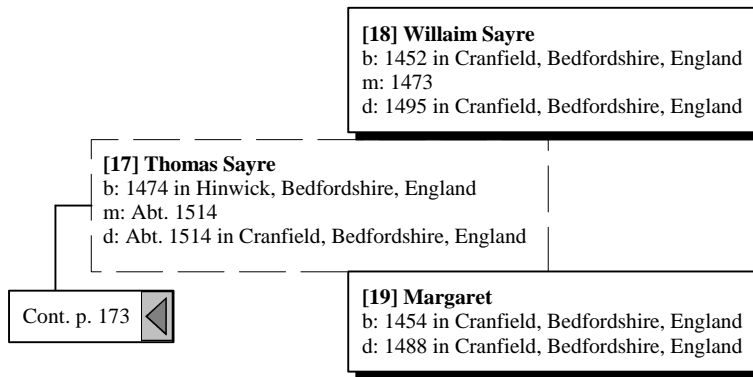 [18] Willaim Sayre
b: 1452 in Cranfield, Bedfordshire, England
m: 1473
d: 1495 in Cranfield, Bedfordshire, England
[17] Thomas Sayre
b: 1474 in Hinwick, Bedfordshire, England
m: Abt. 1514
d: Abt. 1514 in Cranfield, Bedfordshire, England
Cont. p. 173
[19] Margaret
b: 1454 in Cranfield, Bedfordshire, England
d: 1488 in Cranfield, Bedfordshire, England